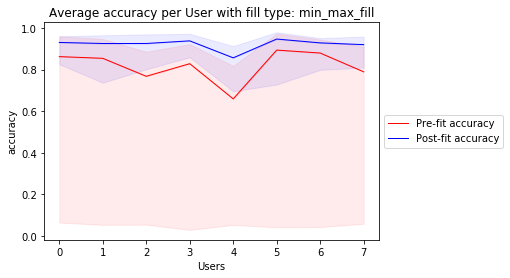 Average accuracy per User with fill type: min_max_fill
1.0
0.8
0.6
0.4
0.2
0.0
accuracy
0 1 2 3 4 5 6 7
Users
Pre-fit accuracy
Post-fit accuracy